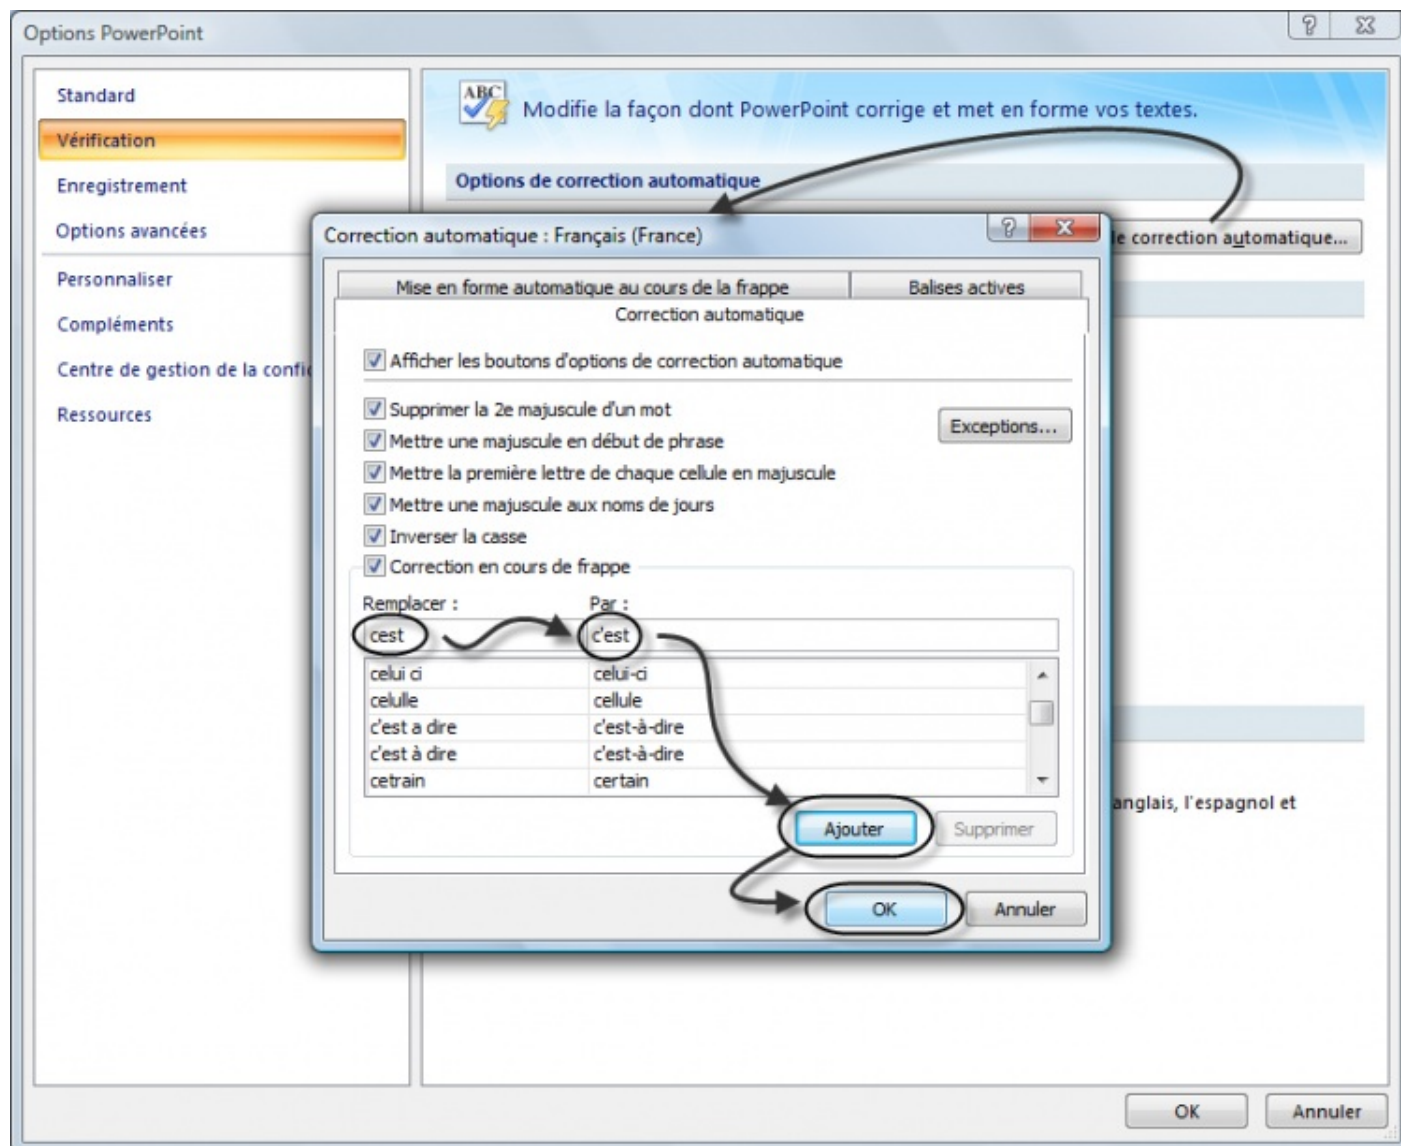 Options PowerPoint
Standard
Vérification
Enregistrement
Options avancées
Personnaliser
Compléments
Centre de gestion de la confi
Ressources
ABC
Modifie la façon dont PowerPoint corrige et met en forme vos textes.
Options de correction automatique
e correction automatique...
Correction automatique : Français (France)
Mise en forme automatique au cours de la frappe
Balises actives
Correction automatique
Afficher les boutons d'options de correction automatique
Supprimer la 2e majuscule d'un mot
Exceptions...
Mettre une majuscule en début de phrase
Mettre la première lettre de chaque cellule en majuscule
Mettre une majuscule aux noms de jours
Inverser la casse
Correction en cours de frappe
Remplacer : Par :
cest c'est
celui ci celui-ci
celulle cellule
c'est a dire c'est-à-dire
c'est à dire c'est-à-dire
cetrain certain
anglais, l'espagnol et
Ajouter Supprimer
OK Annuler
OK Annuler